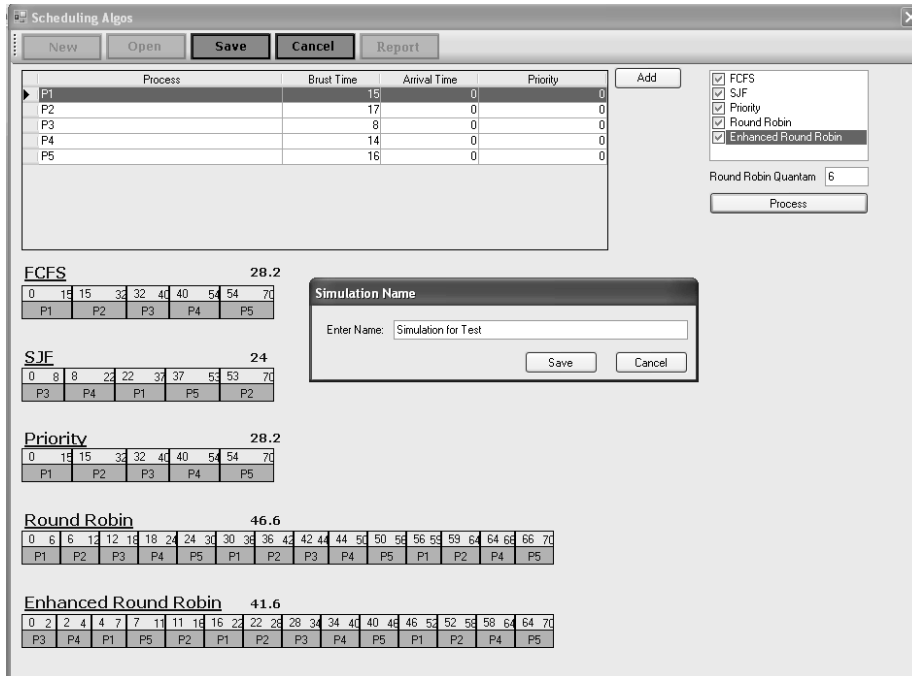 Scheduling Algos
New Open Save Cancel Report
Process Brust Time Arrival Time Priority
P1 15 0 0
P2 17 0 0
P3 8 0 0
P4 14 0 0
P5 16 0 0
Add
FCFS
SJF
Priority
Round Robin
Enhanced Round Robin
Round Robin Quantam 6
Process
FCFS 28.2
0 15 15 32 32 40 40 54 54 70
P1 P2 P3 P4 P5
Simulation Name
Enter Name: Simulation for Test
Save Cancel
SJF 24
0 8 8 22 22 37 37 53 53 70
P3 P4 P1 P5 P2
Priority 28.2
0 15 15 32 32 40 40 54 54 70
P1 P2 P3 P4 P5
Round Robin 46.6
0 6 6 12 12 18 18 24 24 30 30 36 36 42 42 44 44 50 50 56 56 59 59 64 64 66 66 70
P1 P2 P3 P4 P5 P1 P2 P3 P4 P5 P1 P2 P4 P5
Enhanced Round Robin 41.6
0 2 2 4 4 7 7 11 11 16 16 22 22 28 28 34 34 40 40 46 46 52 52 58 58 64 64 70
P3 P4 P1 P5 P2 P1 P2 P3 P4 P5 P1 P2 P4 P5